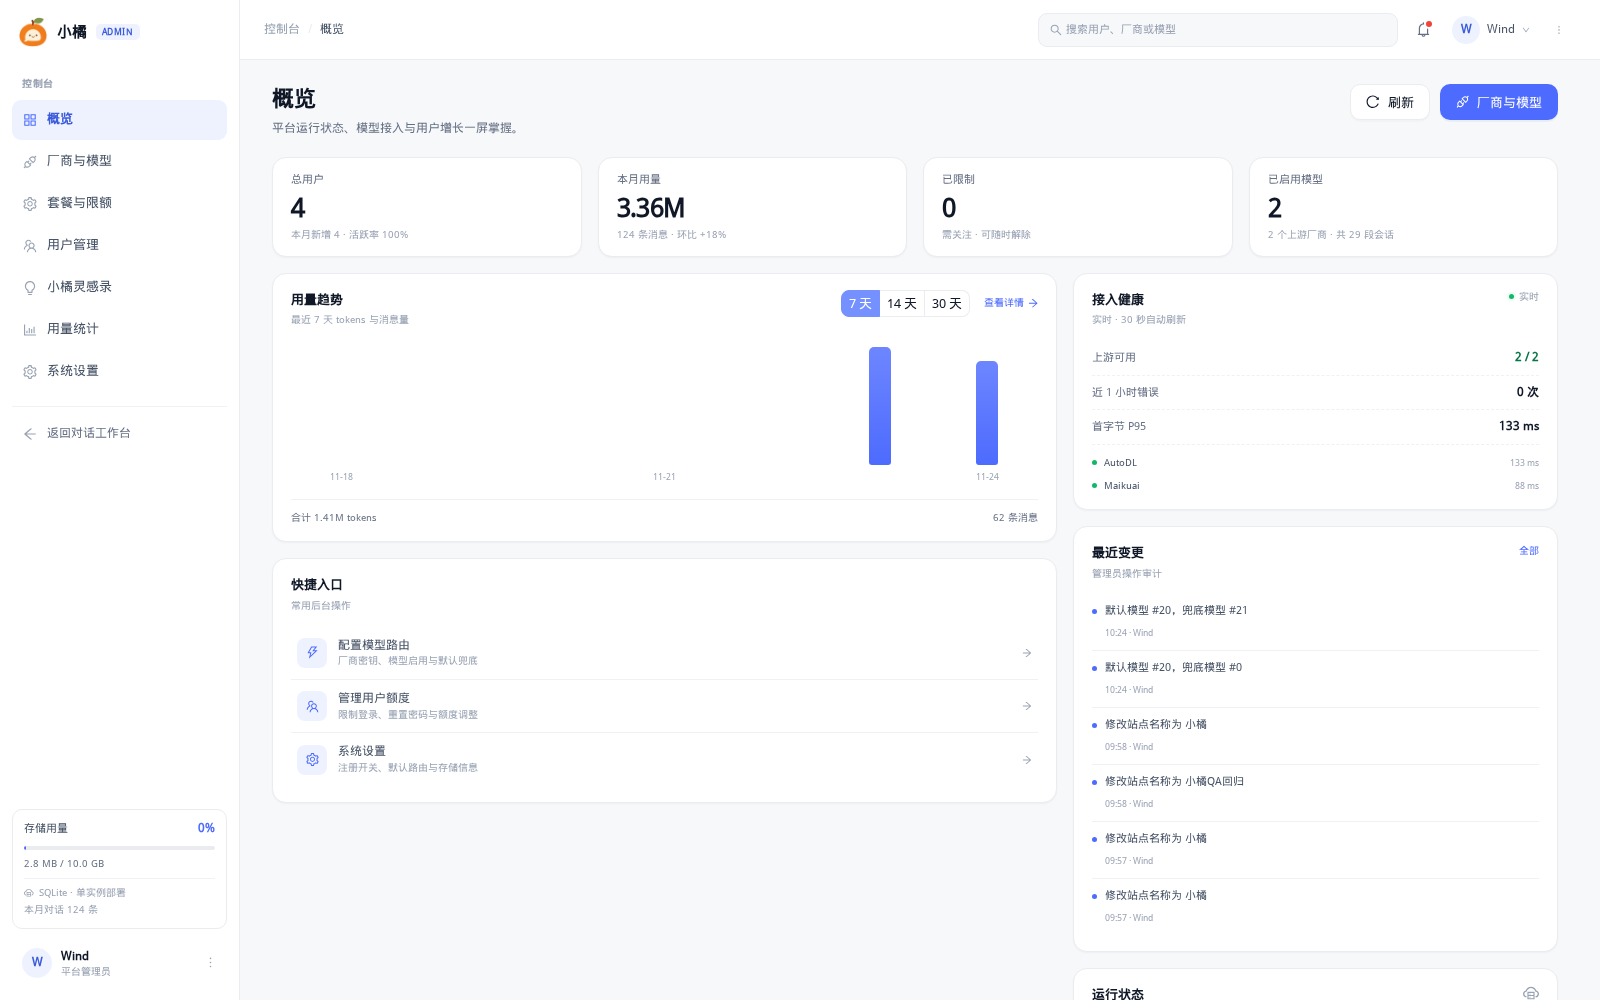 小橘 ADMIN
控制台
概览
厂商与模型
套餐与限额
用户管理
小橘灵感录
用量统计
系统设置
返回对话工作台
存储用量 0%
2.8 MB / 10.0 GB
SQLite · 单实例部署
本月对话 124 条
W Wind
平台管理员
控制台 / 概览
搜索用户、厂商或模型
W Wind
概览
平台运行状态、模型接入与用户增长一屏掌握。
刷新
厂商与模型
总用户
4
本月新增 4 · 活跃率 100%
本月用量
3.36M
124 条消息 · 环比 +18%
已限制
0
需关注 · 可随时解除
已启用模型
2
2 个上游厂商 · 共 29 段会话
用量趋势
最近 7 天 tokens 与消息量
7 天 14 天 30 天
查看详情
11-18 11-21 11-24
合计 1.41M tokens 62 条消息
快捷入口
常用后台操作
配置模型路由
厂商密钥、模型启用与默认兜底
管理用户额度
限制登录、重置密码与额度调整
系统设置
注册开关、默认路由与存储信息
接入健康 实时
实时 · 30 秒自动刷新
上游可用 2 / 2
近 1 小时错误 0 次
首字节 P95 133 ms
AutoDL 133 ms
Maikuai 88 ms
最近变更 全部
管理员操作审计
默认模型 #20，兜底模型 #21
10:24 · Wind
默认模型 #20，兜底模型 #0
10:24 · Wind
修改站点名称为 小橘
09:58 · Wind
修改站点名称为 小橘QA回归
09:58 · Wind
修改站点名称为 小橘
09:57 · Wind
修改站点名称为 小橘
09:57 · Wind
运行状态